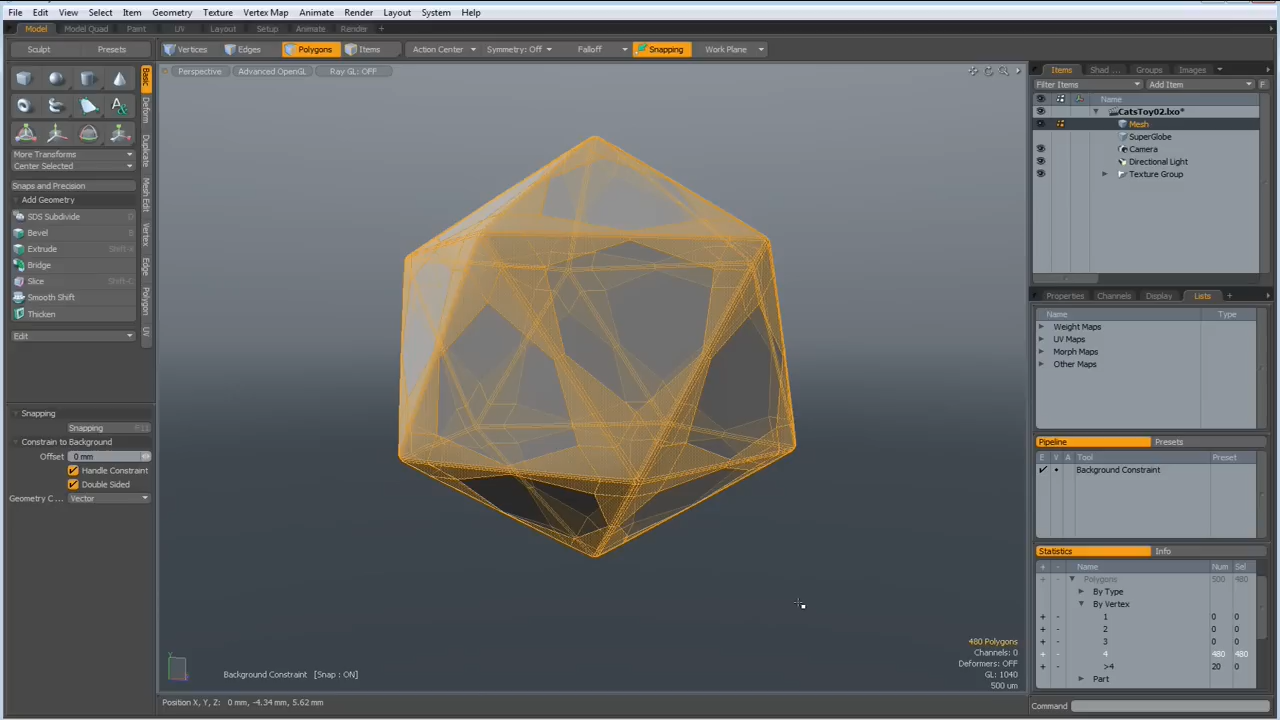 File Edit View Select Item Geometry Texture Vertex Map Animate Render Layout System Help
Model Model Quad Paint UV Layout Setup Animate Render
Sculpt Presets Vertices Edges Polygons Items Action Center Symmetry: Off Falloff Snapping Work Plane
Perspective Advanced OpenGL Ray GL: OFF
Items Shad ... Groups Images
Filter Items Add Item F
Name
CatsToy02.lxo*
Mesh
SuperGlobe
Camera
Directional Light
Texture Group
Basic
Deform
Duplicate
Mesh Edit
Vertex
Edge
Polygon
UV
More Transforms
Center Selected
Snaps and Precision
Add Geometry
SDS Subdivide D
Bevel B
Extrude Shift-X
Bridge
Slice Shift-C
Smooth Shift
Thicken
Edit
Snapping
Snapping F11
Constrain to Background
Offset 0 mm
Handle Constraint
Double Sided
Geometry C ... Vector
Properties Channels Display Lists +
Name Type
Weight Maps
UV Maps
Morph Maps
Other Maps
Pipeline Presets
E V A Tool Preset
Background Constraint
Statistics Info
+ - Name Num Sel
+ - Polygons 500 480
By Type
By Vertex
+ - 1 0 0
+ - 2 0 0
+ - 3 0 0
+ - 4 480 480
+ - >4 20 0
+ - Part
480 Polygons
Channels: 0
Deformers: OFF
GL: 1040
500 um
Background Constraint [Snap : ON]
Position X, Y, Z: 0 mm, -4.34 mm, 5.62 mm
Command